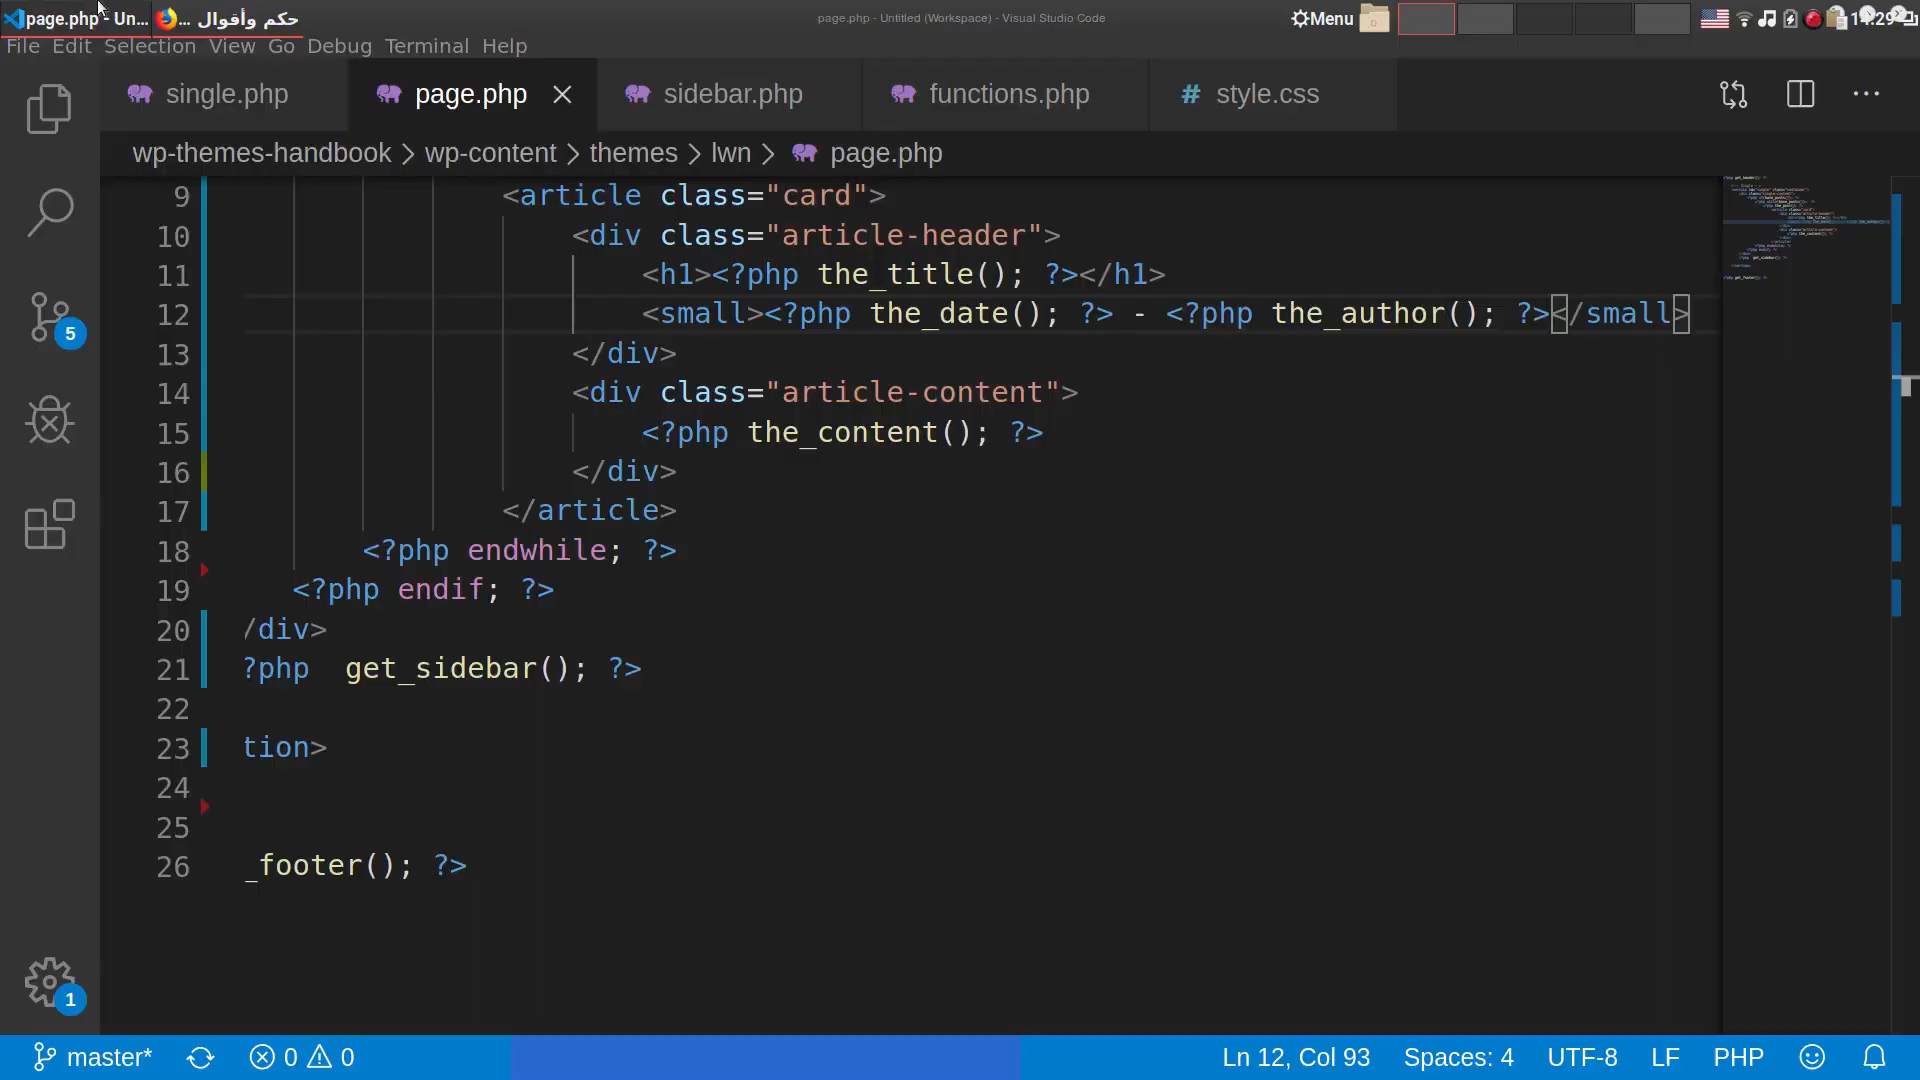 page.php - Un...
حكم وأقوال ...
page.php - Untitled (Workspace) - Visual Studio Code
Menu
14:29
File Edit Selection View Go Debug Terminal Help
single.php
page.php
sidebar.php
functions.php
# style.css
wp-themes-handbook > wp-content > themes > lwn > page.php
9 <article class="card">
10 <div class="article-header">
11 <h1><?php the_title(); ?></h1>
12 <small><?php the_date(); ?> - <?php the_author(); ?></small>
13 </div>
14 <div class="article-content">
15 <?php the_content(); ?>
16 </div>
17 </article>
18 <?php endwhile; ?>
19 <?php endif; ?>
20 /div>
21 ?php  get_sidebar(); ?>
22
23 tion>
24
25
26 _footer(); ?>
5
1
master* 0 0
Ln 12, Col 93 Spaces: 4 UTF-8 LF PHP